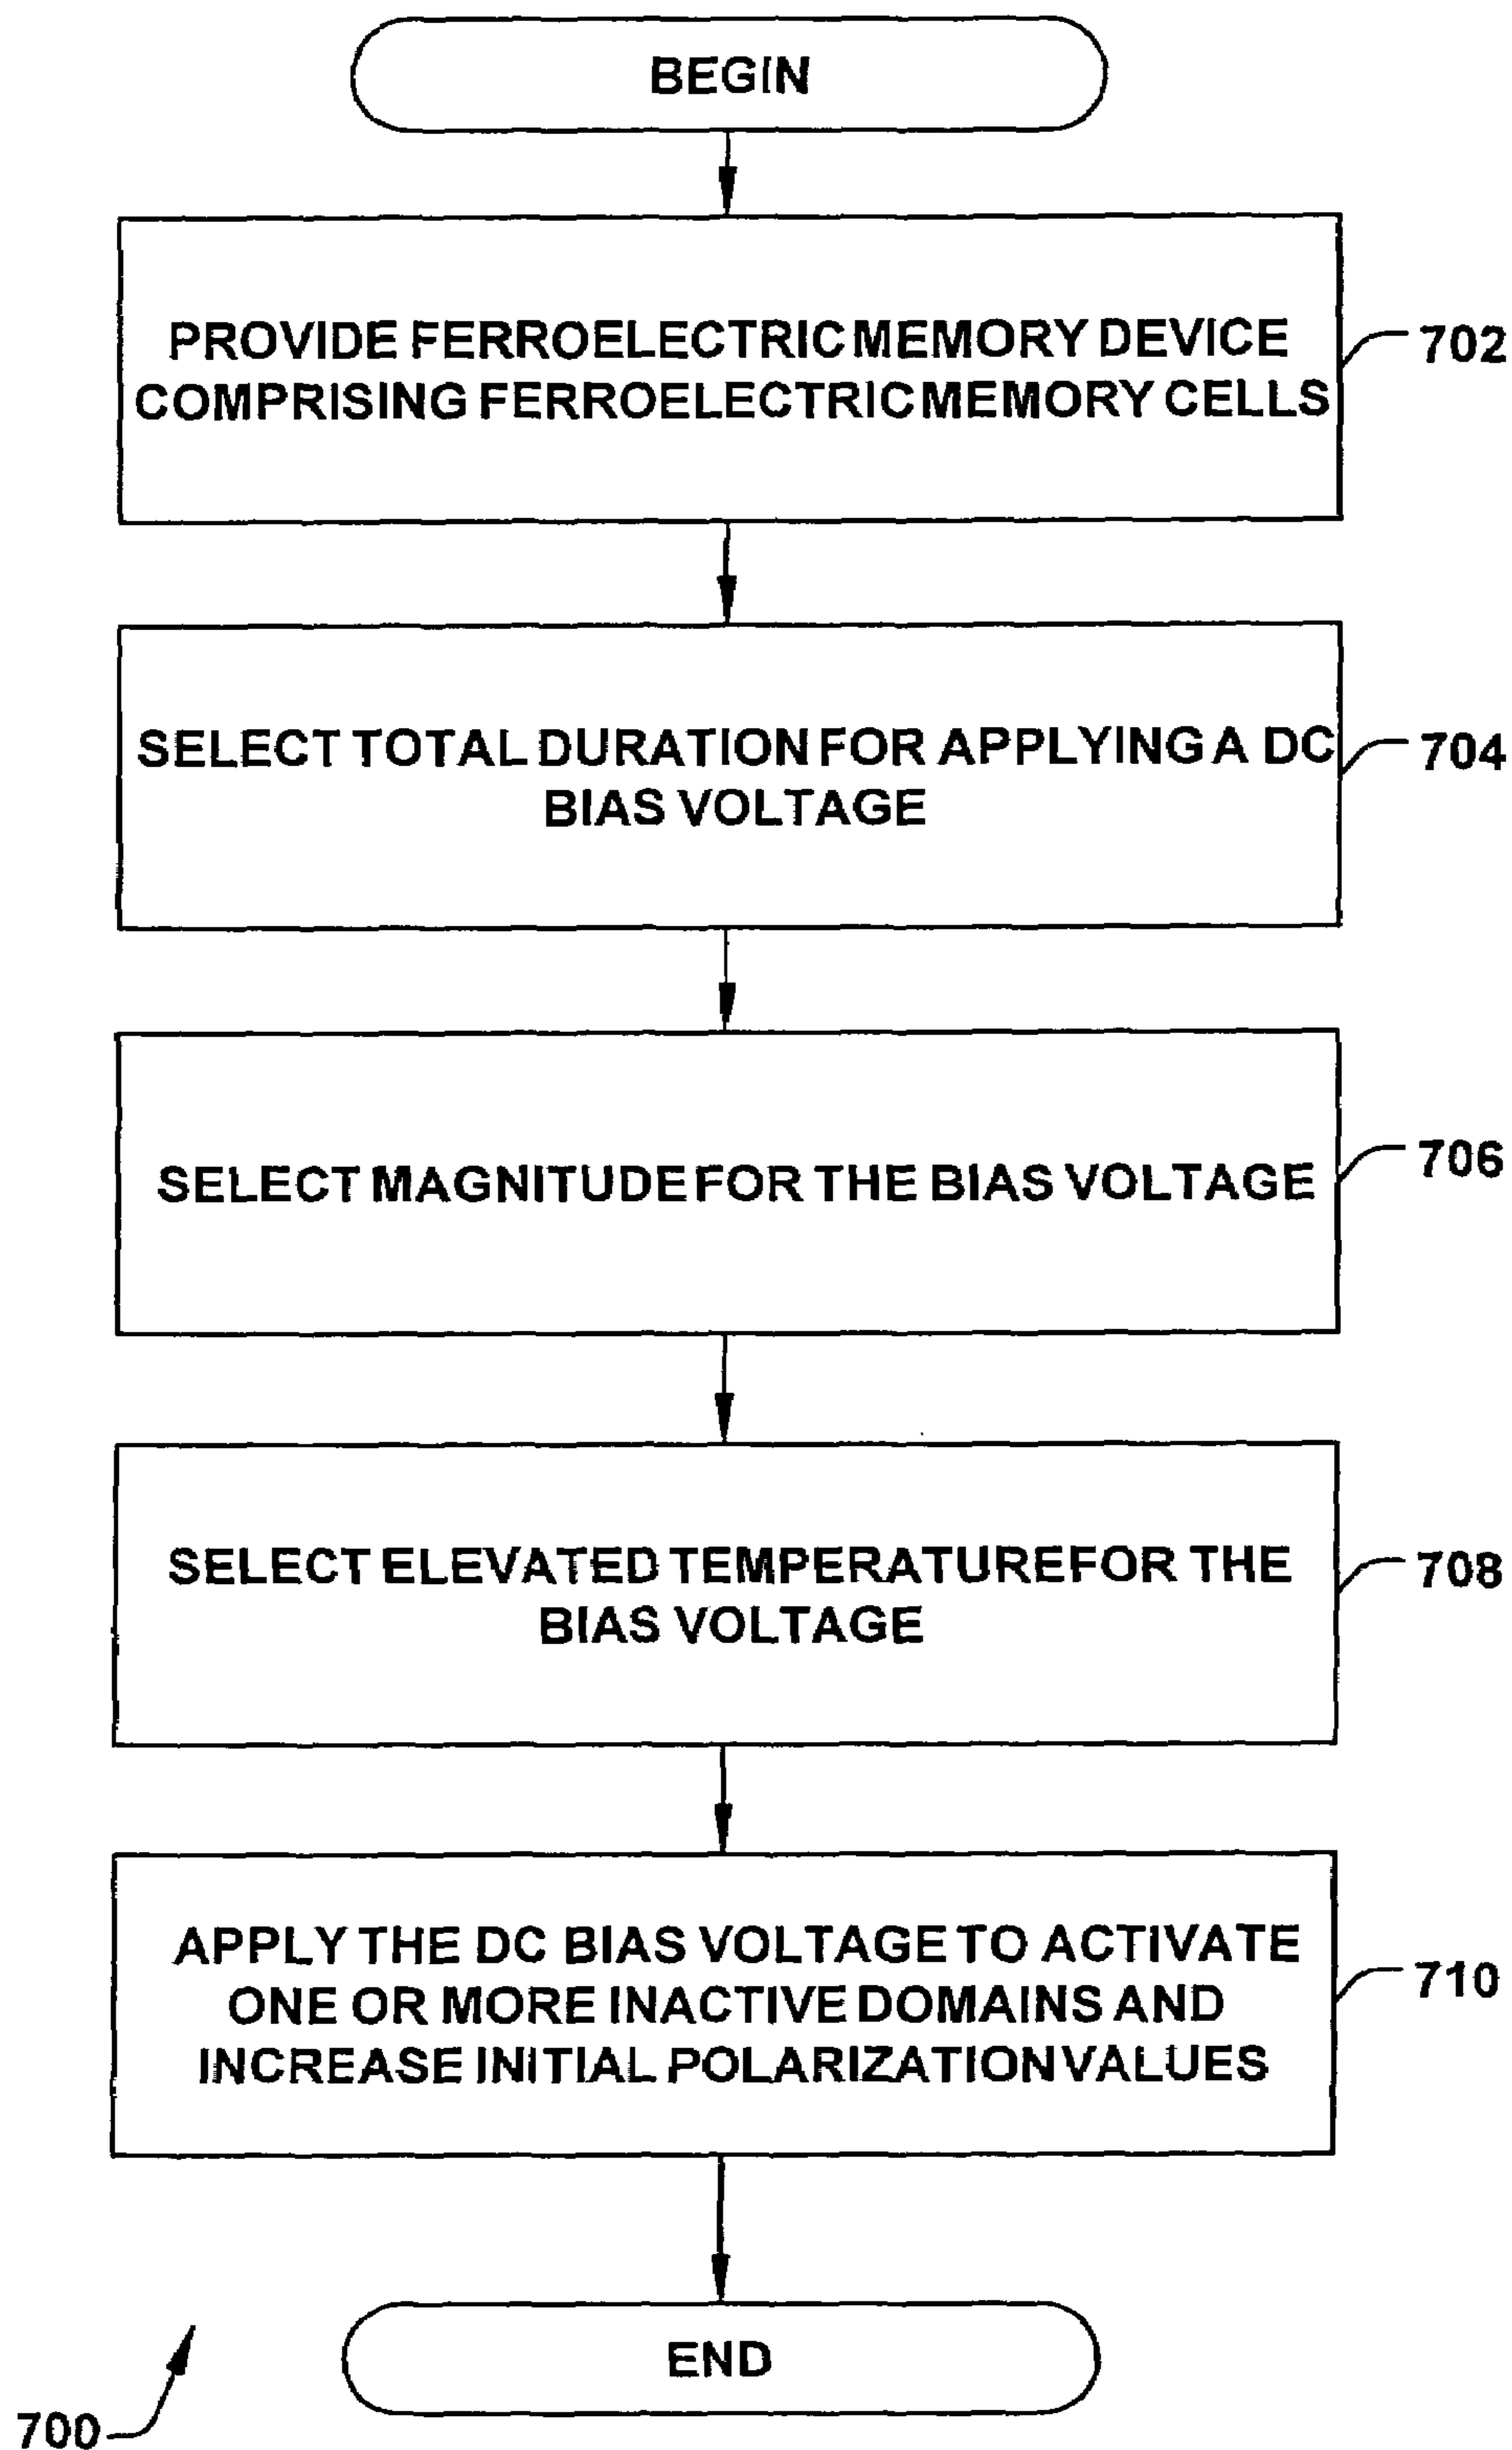 BEGIN
PROVIDE FERROELECTRIC MEMORY DEVICE
COMPRISING FERROELECTRIC MEMORY CELLS
702
SELECT TOTAL DURATION FOR APPLYING A DC
BIAS VOLTAGE
704
SELECT MAGNITUDE FOR THE BIAS VOLTAGE
706
SELECT ELEVATED TEMPERATURE FOR THE
BIAS VOLTAGE
708
APPLY THE DC BIAS VOLTAGE TO ACTIVATE
ONE OR MORE INACTIVE DOMAINS AND
INCREASE INITIAL POLARIZATION VALUES
710
END
700